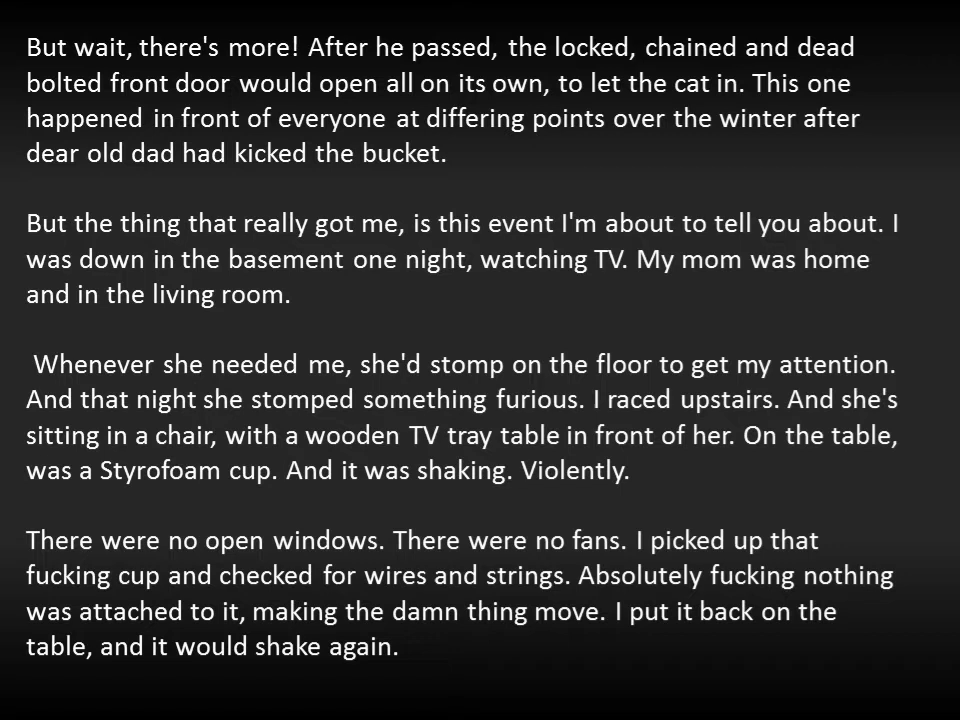 But wait, there's more! After he passed, the locked, chained and dead
bolted front door would open all on its own, to let the cat in. This one
happened in front of everyone at differing points over the winter after
dear old dad had kicked the bucket.
But the thing that really got me, is this event I'm about to tell you about. I
was down in the basement one night, watching TV. My mom was home
and in the living room.
Whenever she needed me, she'd stomp on the floor to get my attention.
And that night she stomped something furious. I raced upstairs. And she's
sitting in a chair, with a wooden TV tray table in front of her. On the table,
was a Styrofoam cup. And it was shaking. Violently.
There were no open windows. There were no fans. I picked up that
fucking cup and checked for wires and strings. Absolutely fucking nothing
was attached to it, making the damn thing move. I put it back on the
table, and it would shake again.